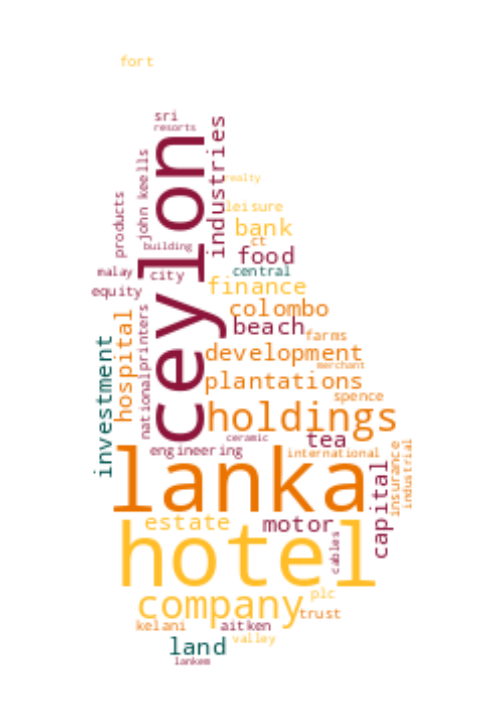 fort
sri
resorts
ceylon
industries
john keells
products
realty
leisure
bank
ct
building
food
malay
city
central
equity
finance
colombo
beach
nationalprinters
hospital
investment
farms
development
merchant
plantations
spence
holdings
ceramic
tea
engineering
international
insurance
industrial
lanka
capital
estate
motor
hotel
cables
company
plc
trust
kelani
aitken
valley
land
lankem